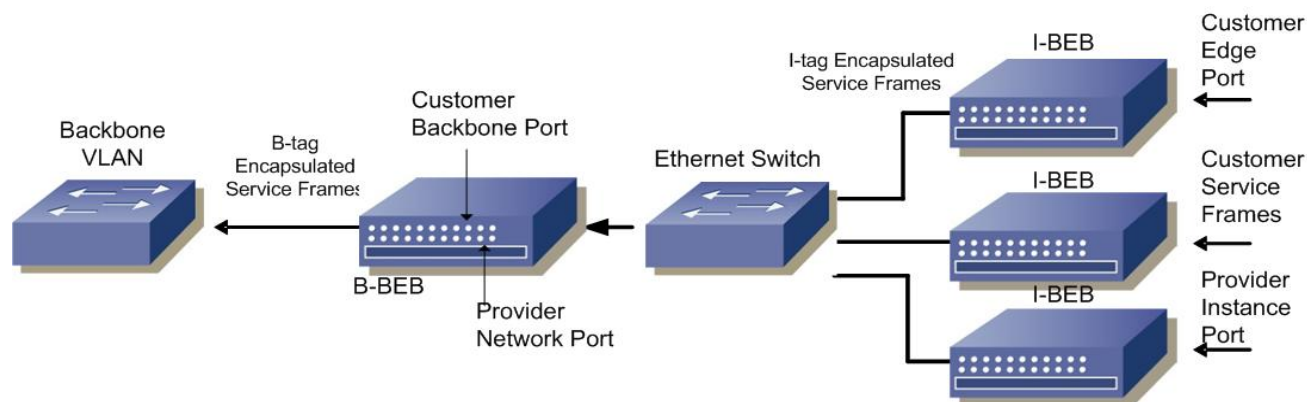 Backbone
VLAN
B-tag
Encapsulated
Service Frames
Customer
Backbone Port
B-BEB
Provider
Network Port
Ethernet Switch
I-tag Encapsulated
Service Frames
I-BEB
Customer
Edge
Port
I-BEB
Customer
Service
Frames
I-BEB
Provider
Instance
Port